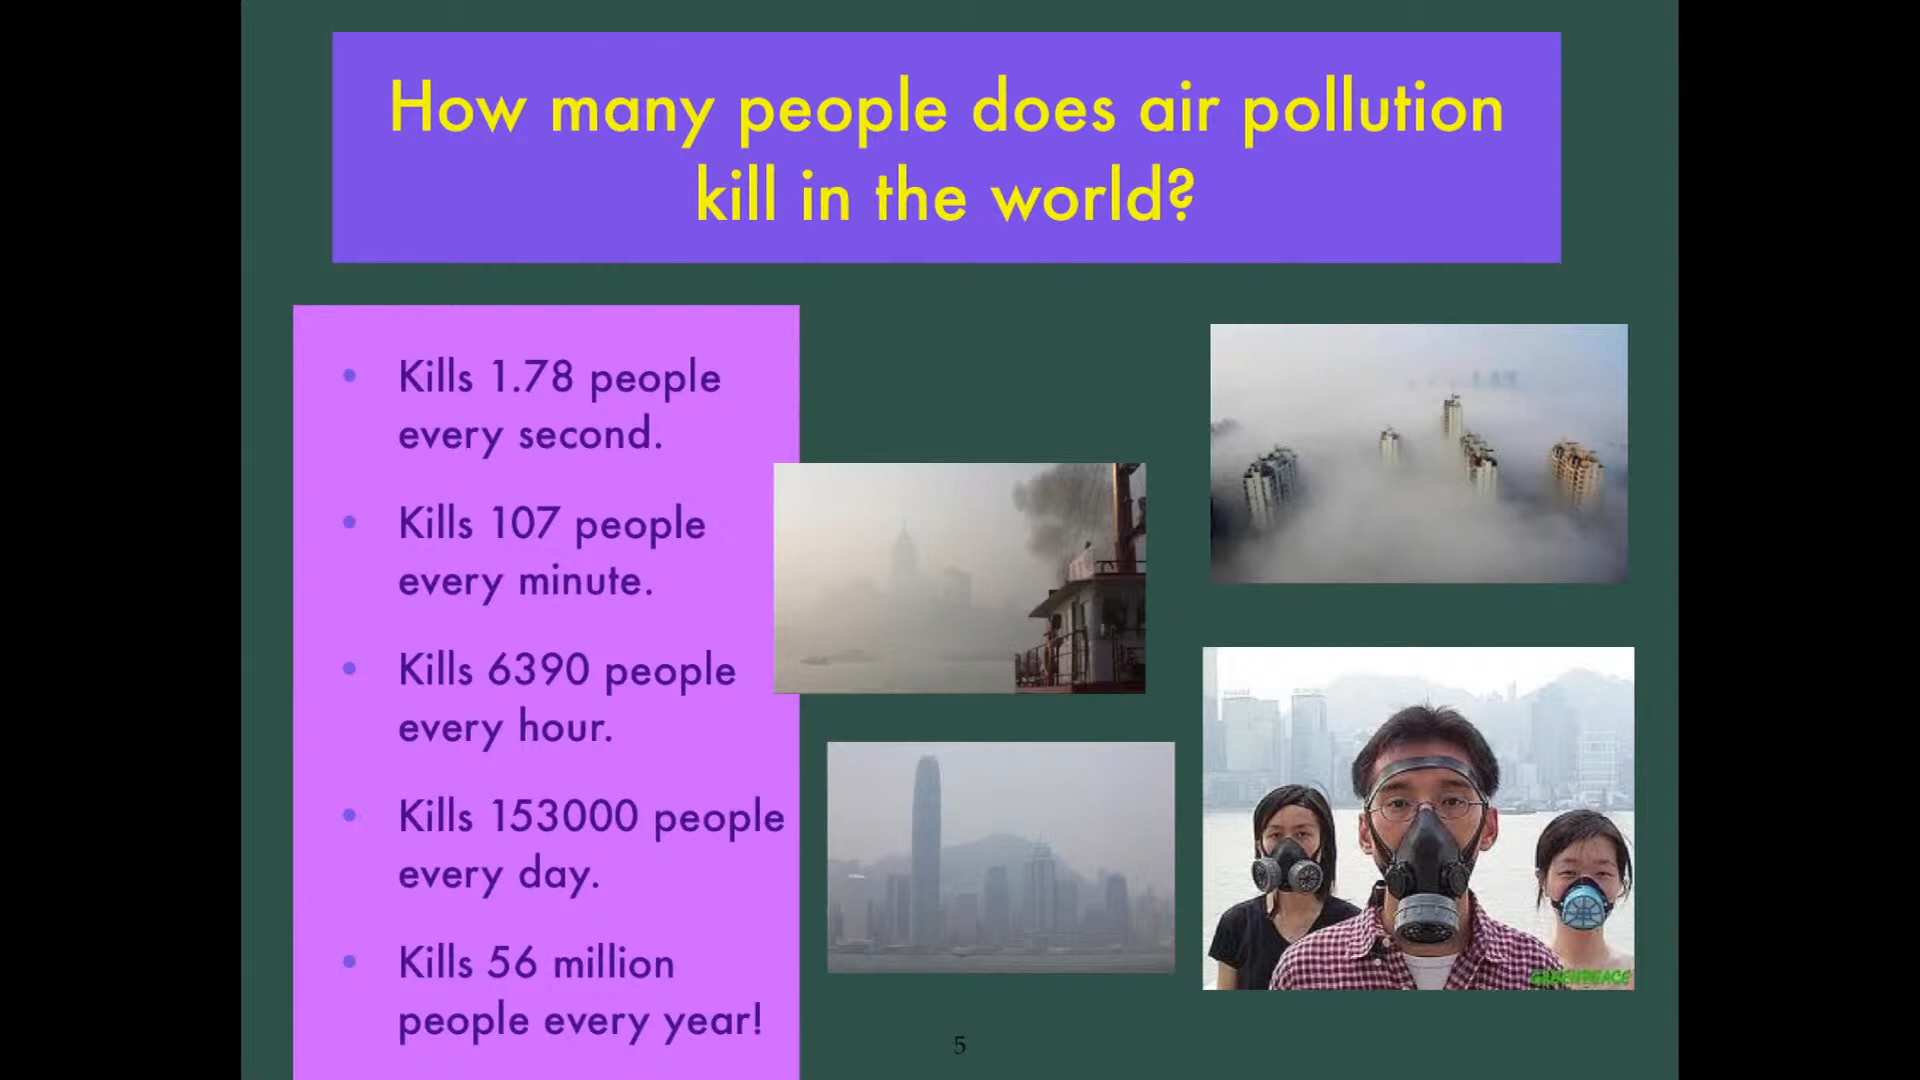 How many people does air pollution
kill in the world?
• Kills 1.78 people
every second.
• Kills 107 people
every minute.
• Kills 6390 people
every hour.
• Kills 153000 people
every day.
• Kills 56 million
people every year!
GREENPEACE
5